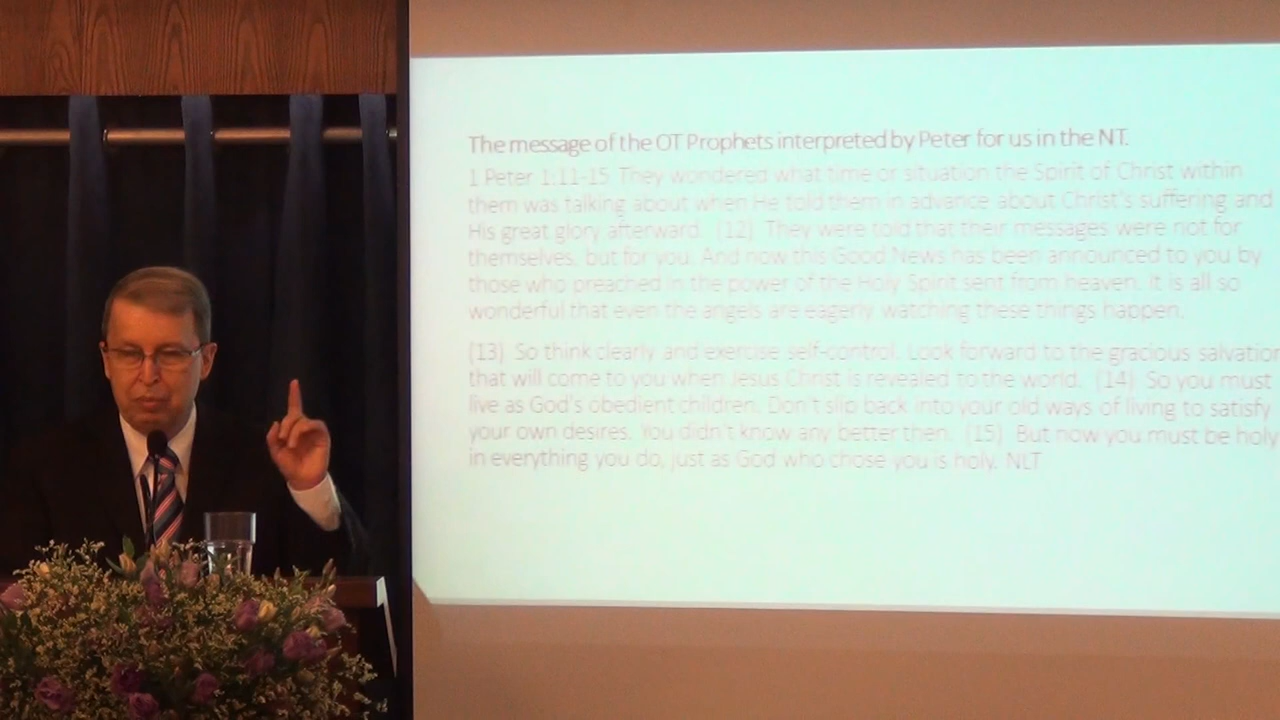 The message of the OT Prophets interpreted by Peter for us in the NT.
1 Peter 1:11-15 They wondered what time or situation the Spirit of Christ within
them was talking about when He told them in advance about Christ's suffering and
His great glory afterward. (12) They were told that their messages were not for
themselves, but for you. And now this Good News has been announced to you by
those who preached in the power of the Holy Spirit sent from heaven. It is all so
wonderful that even the angels are eagerly watching these things happen.
(13) So think clearly and exercise self-control. Look forward to the gracious salvation
that will come to you when Jesus Christ is revealed to the world. (14) So you must
live as God's obedient children. Don't slip back into your old ways of living to satisfy
your own desires. You didn't know any better then. (15) But now you must be holy
in everything you do, just as God who chose you is holy. NLT